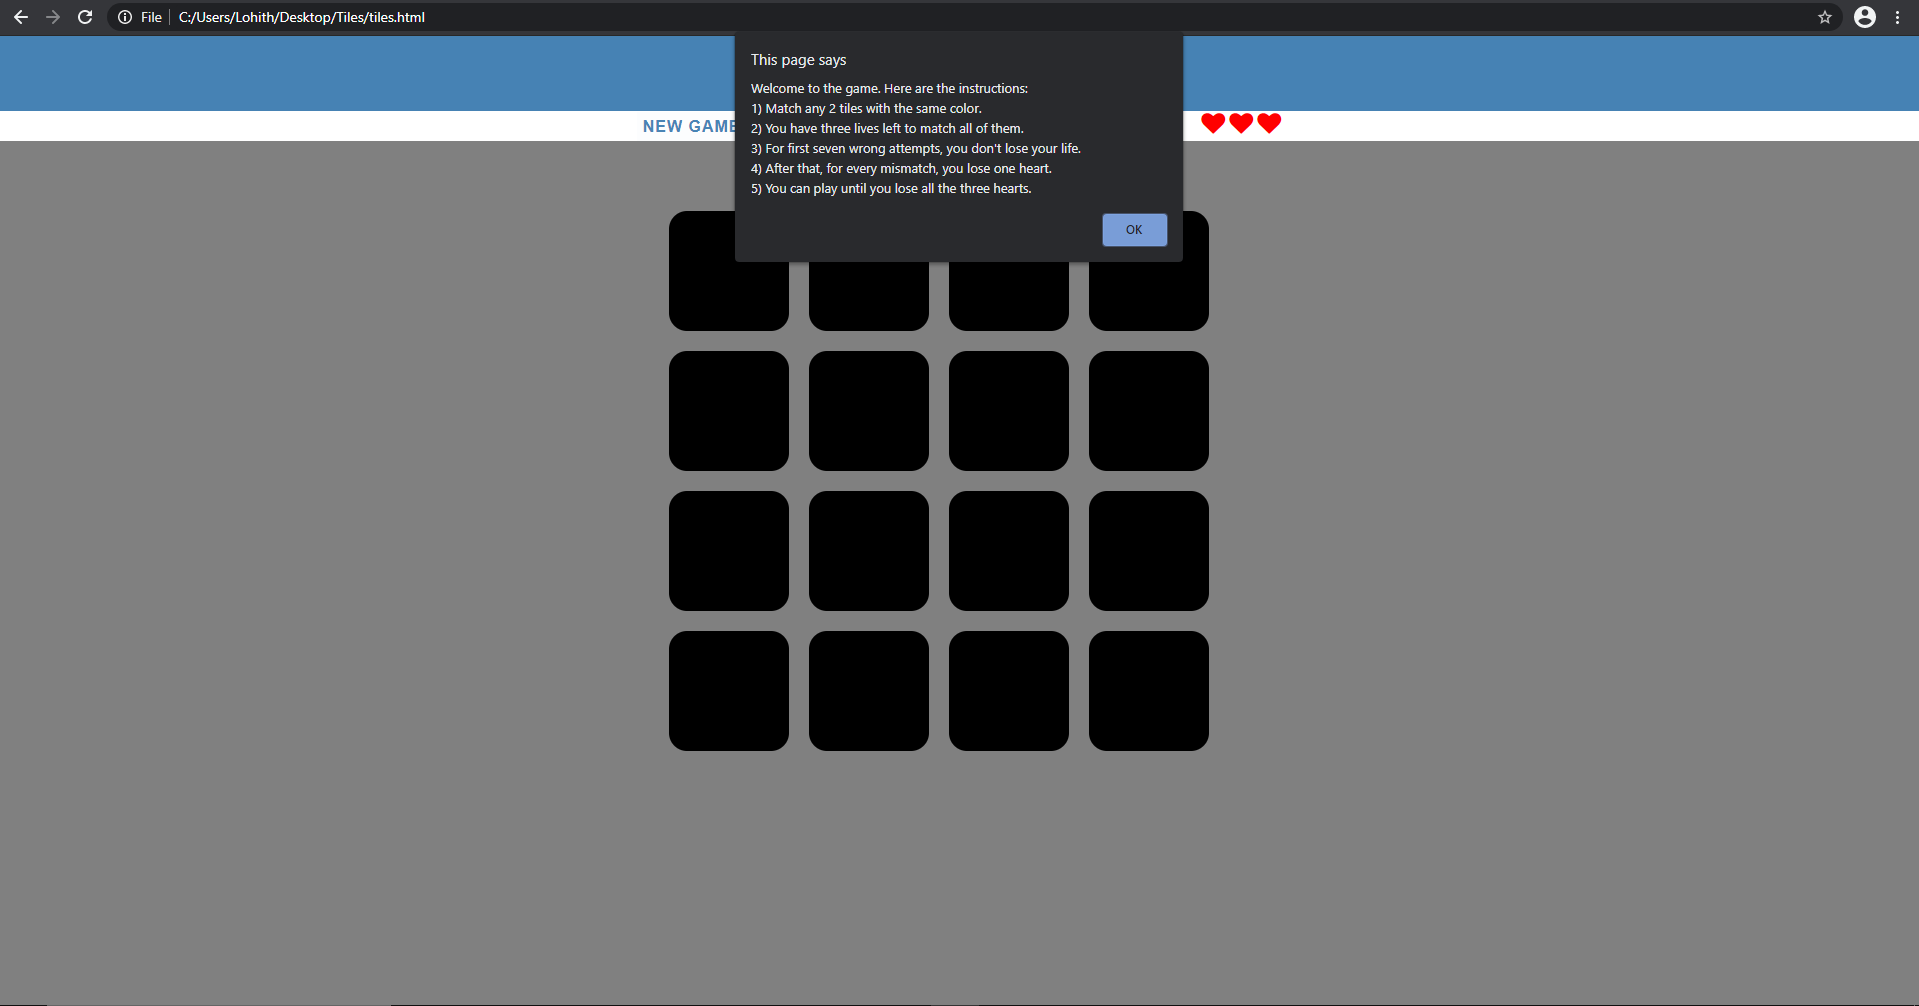 File C:/Users/Lohith/Desktop/Tiles/tiles.html
This page says
Welcome to the game. Here are the instructions:
1) Match any 2 tiles with the same color.
2) You have three lives left to match all of them.
3) For first seven wrong attempts, you don't lose your life.
4) After that, for every mismatch, you lose one heart.
5) You can play until you lose all the three hearts.
OK
NEW GAME